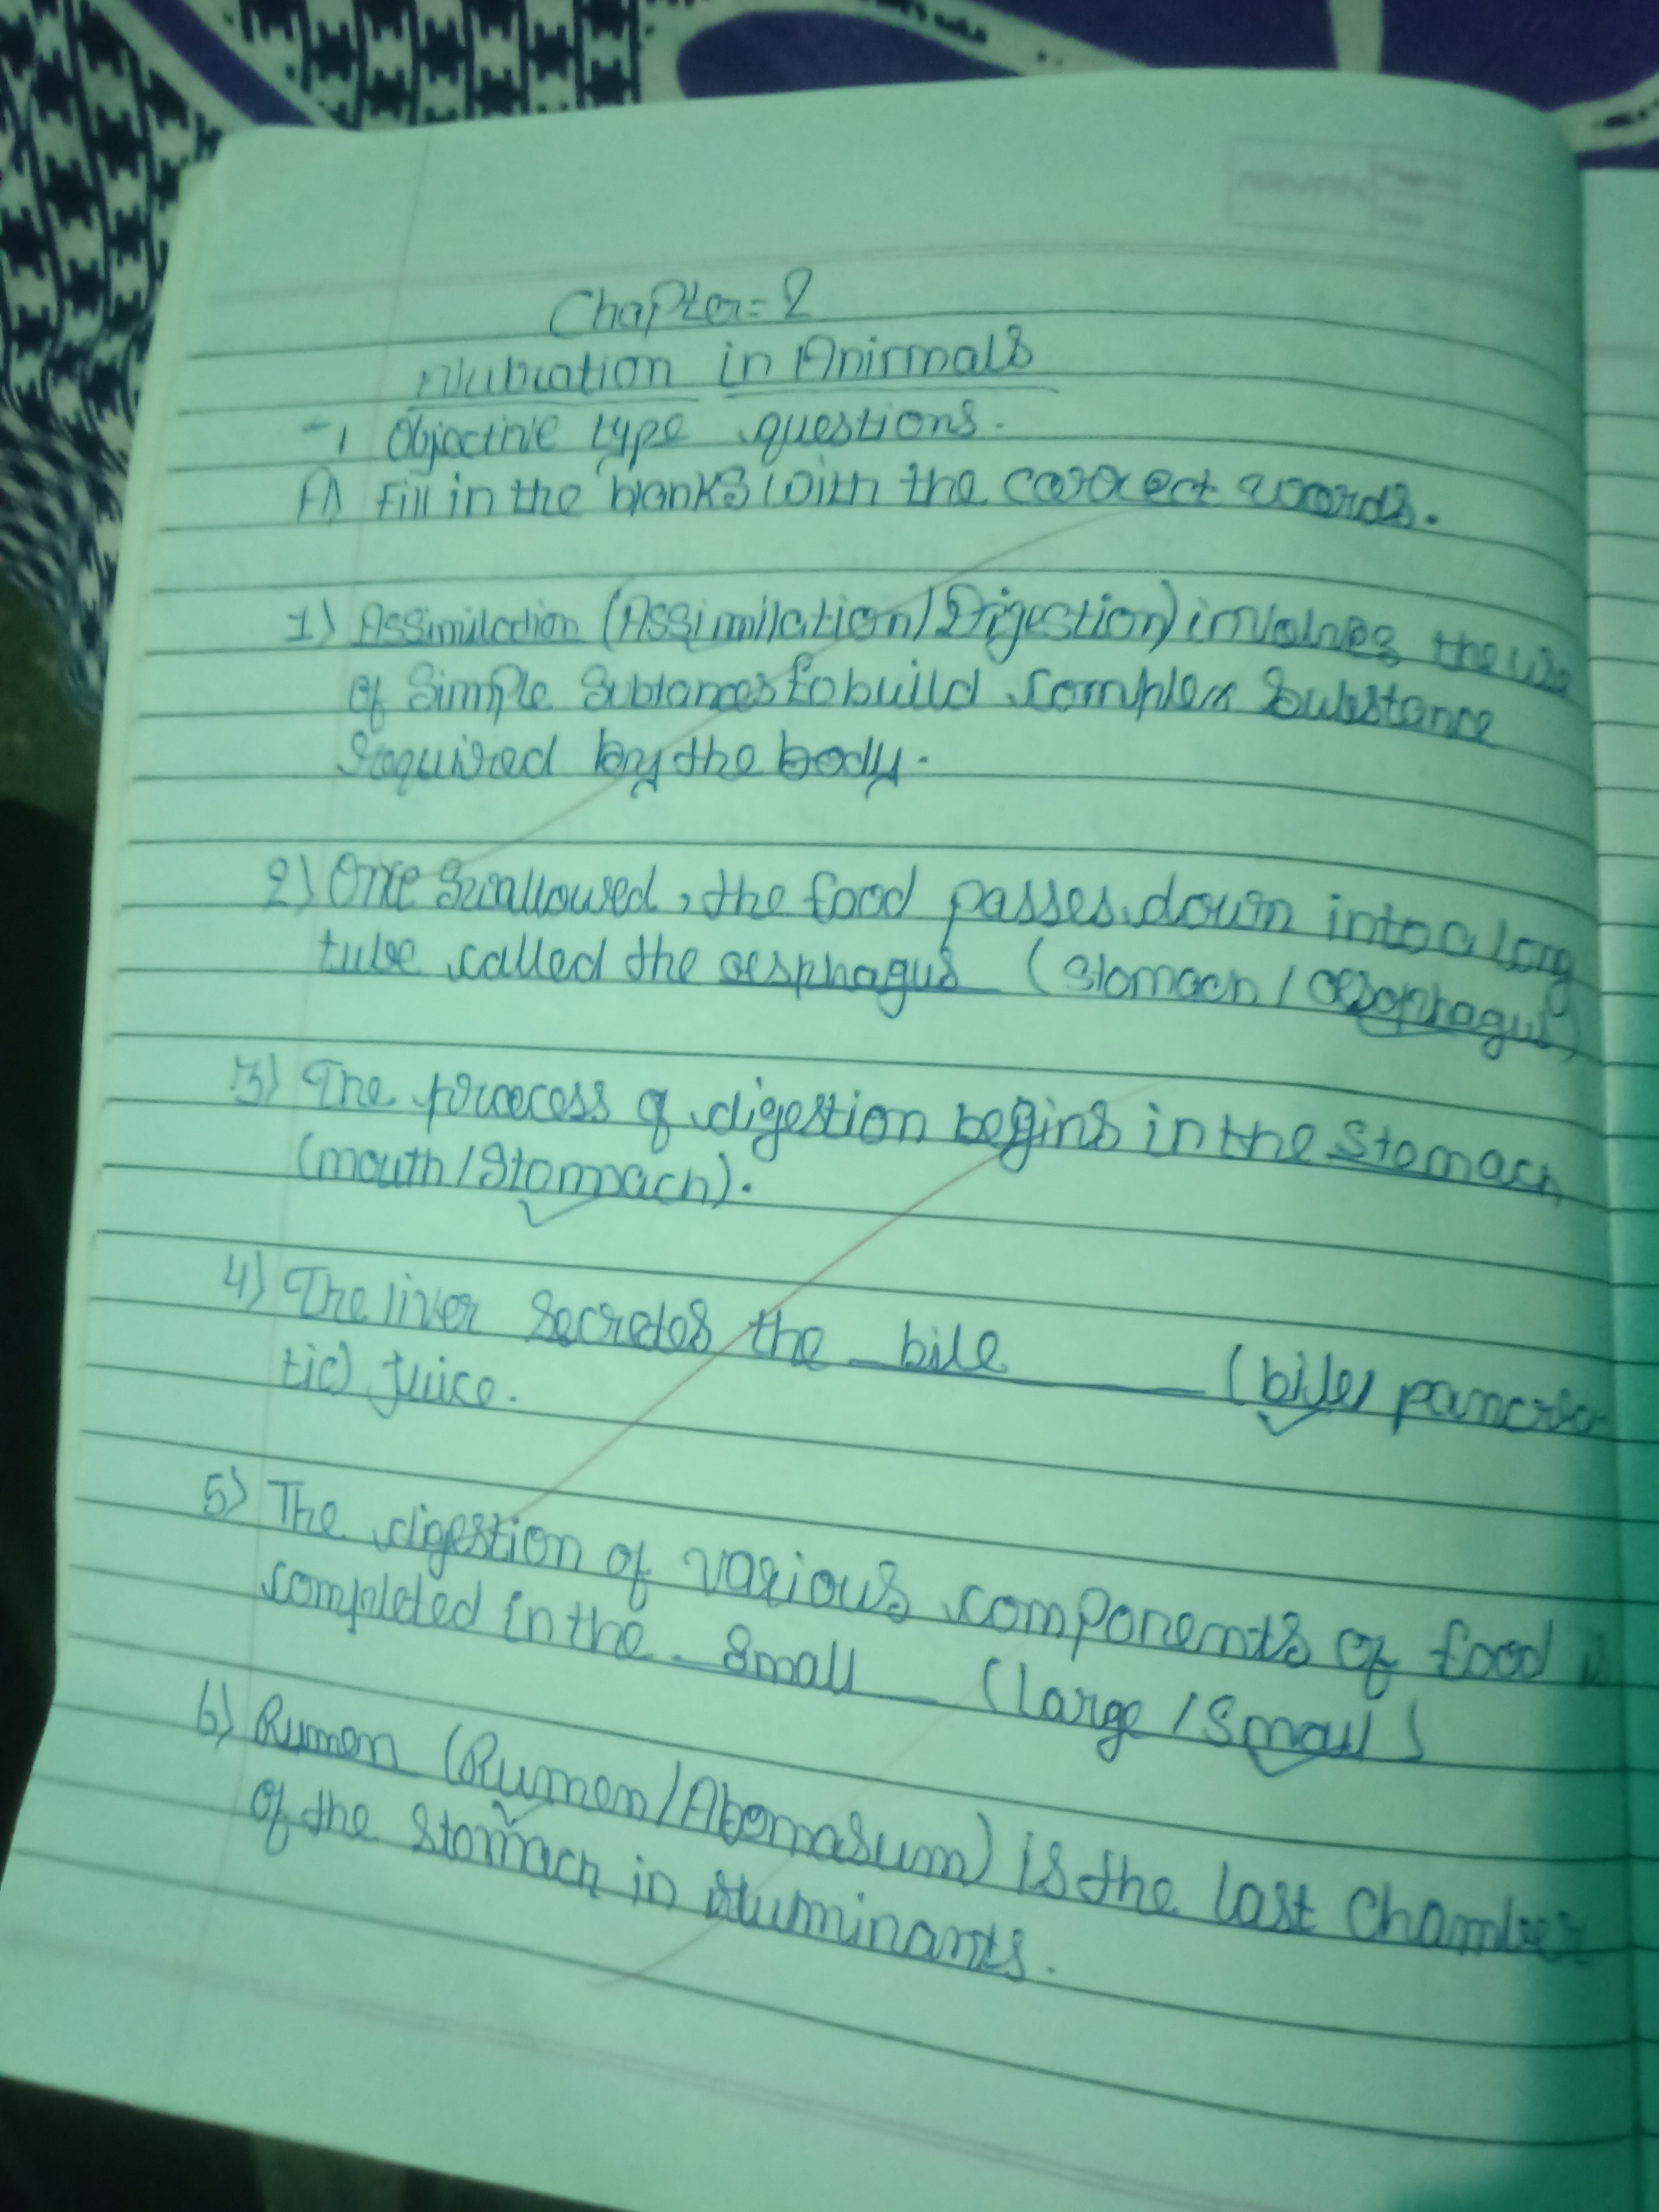 Chapter=2
Nutrication in Animals
1 Objective type questions.
A) Fill in the blanks with the correct words.
1) Assimilation (Assimilation/Digestion) involves the use
of Simple Subtances to build complex Substance
required by the body.
2) Once Swallowed, the food passes down into a long
tube called the oesphagus (Stomach / oesophagus)
3) The process of digestion begins in the Stomach
(mouth/Stomach).
4) The liver Secretes the bile (bile/ pancrea
tic) juice.
5) The digestion of various components of food is
completed in the Small (large / Small)
6) Rumen (Rumen/Abomasum) is the last Chamber
of the Stomach in ruminants.